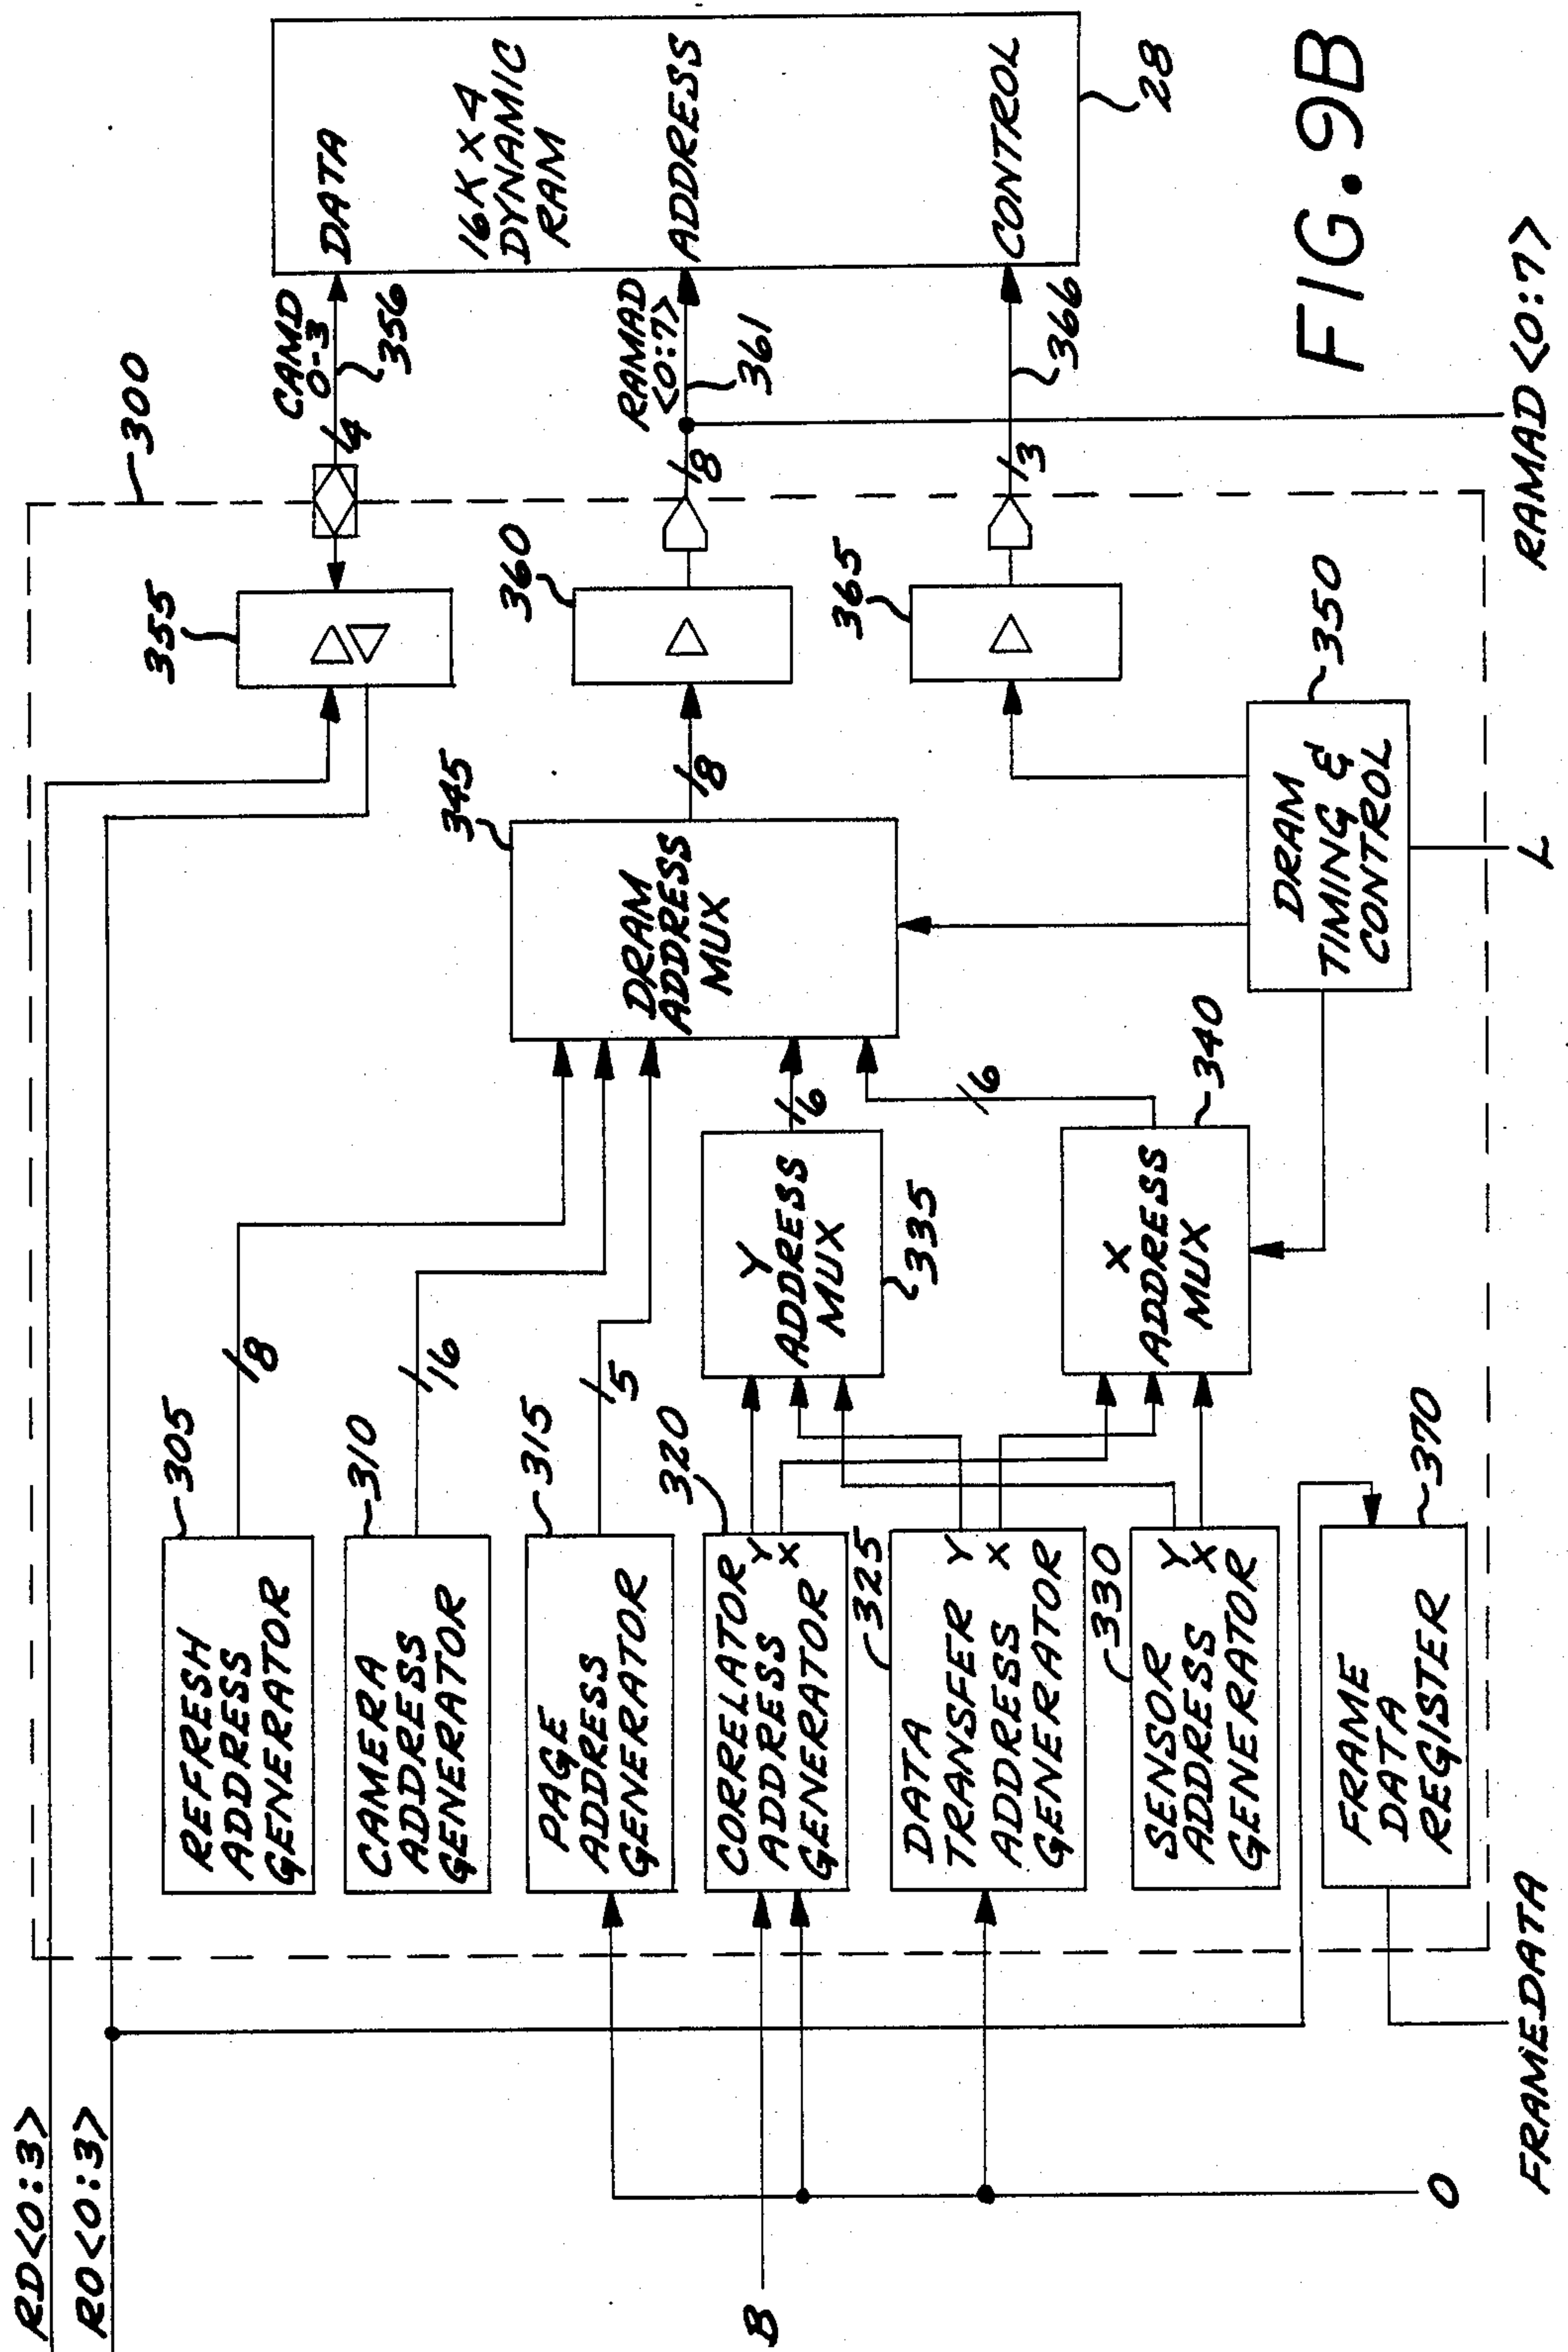 RD<0:3>
RO<0:3>
300
355
CAMD
0-3
4
356
DATA
16K X 4
DYNAMIC
RAM
ADDRESS
CONTROL
28
305
REFRESH
ADDRESS
GENERATOR
8
310
CAMERA
ADDRESS
GENERATOR
16
315
PAGE
ADDRESS
GENERATOR
5
345
DRAM
ADDRESS
MUX
8
360
8
RAMAD
<0:7>
361
320
CORRELATOR Y
ADDRESS X
GENERATOR
B
Y
ADDRESS
MUX
335
6
365
3
366
325
DATA
TRANSFER Y
ADDRESS X
GENERATOR
X
ADDRESS
MUX
340
6
330
SENSOR Y
ADDRESS X
GENERATOR
350
DRAM
TIMING &
CONTROL
370
FRAME
DATA
REGISTER
O
FRAMEDATA
L
RAMAD<0:7>
FIG.9B